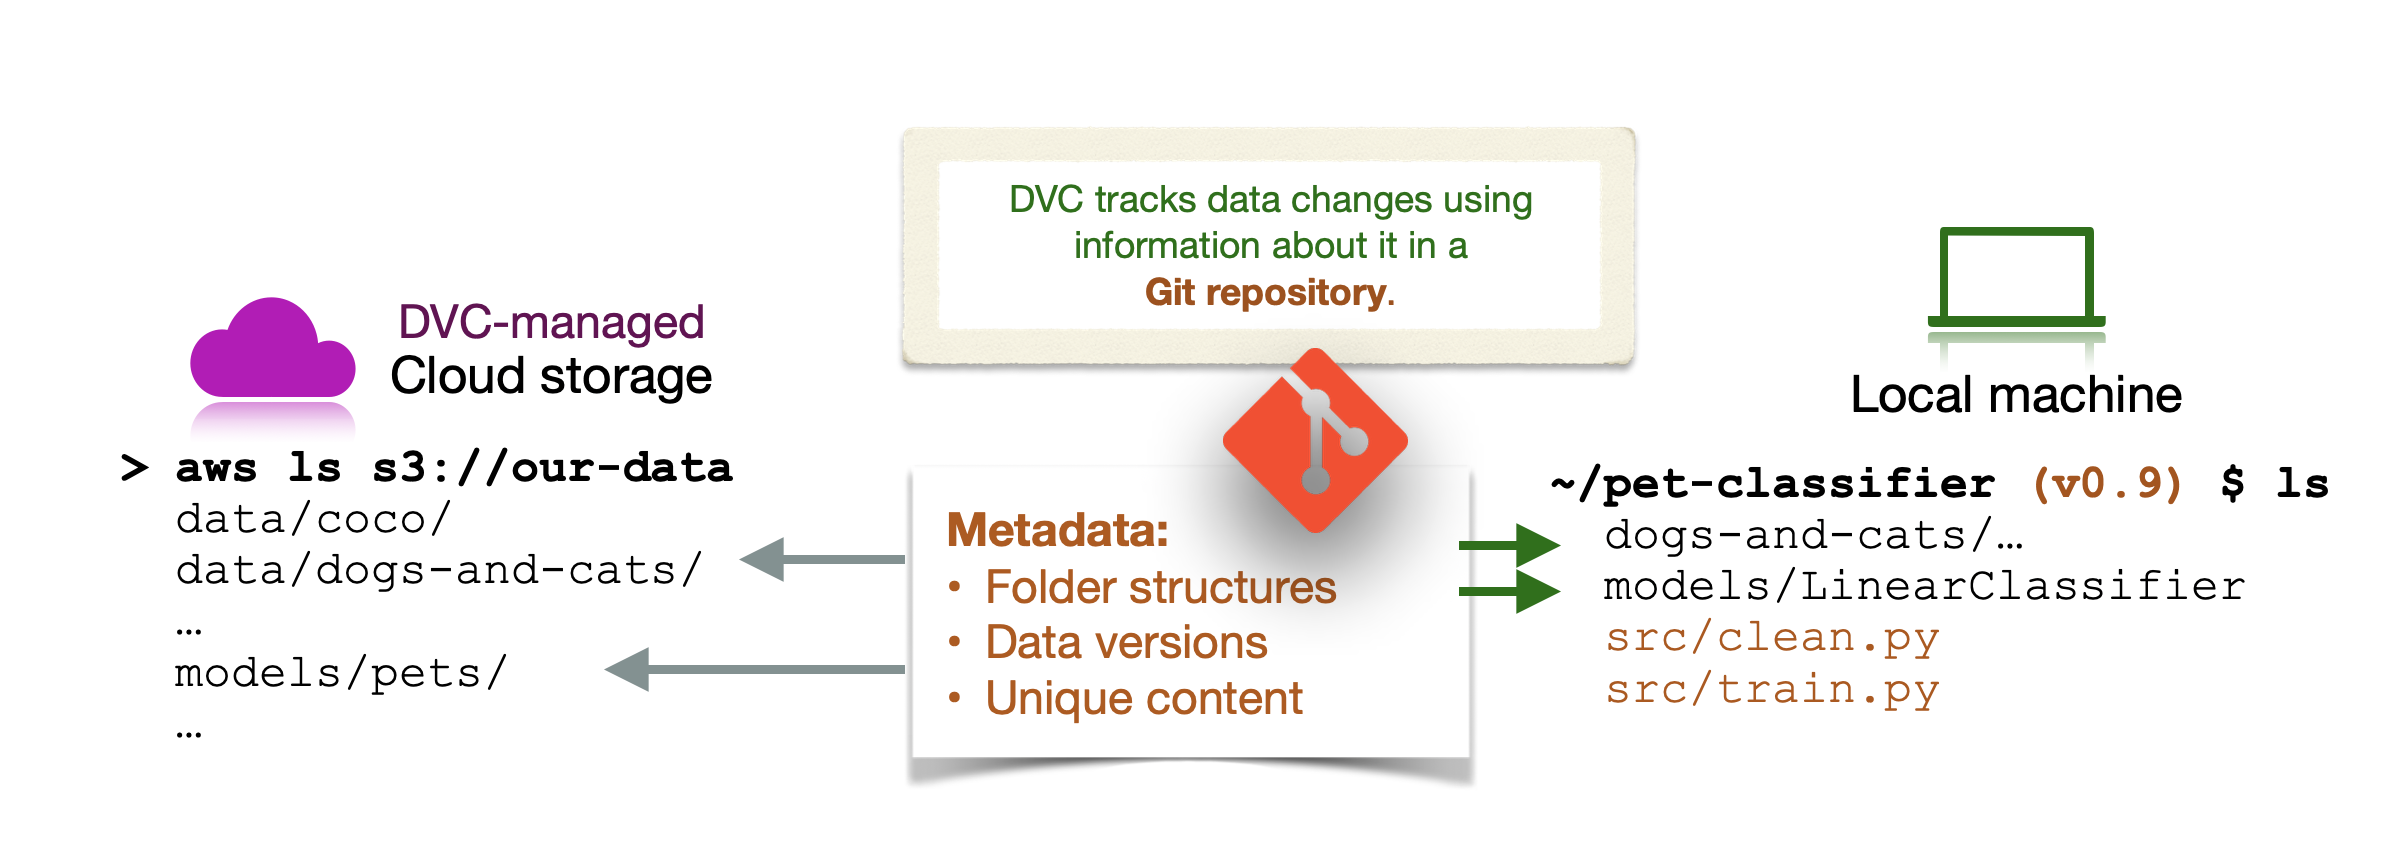 DVC tracks data changes using
information about it in a
Git repository.
DVC-managed
Cloud storage
> aws ls s3://our-data
data/coco/
data/dogs-and-cats/
…
models/pets/
…
Metadata:
• Folder structures
• Data versions
• Unique content
Local machine
~/pet-classifier (v0.9) $ ls
dogs-and-cats/…
models/LinearClassifier
src/clean.py
src/train.py